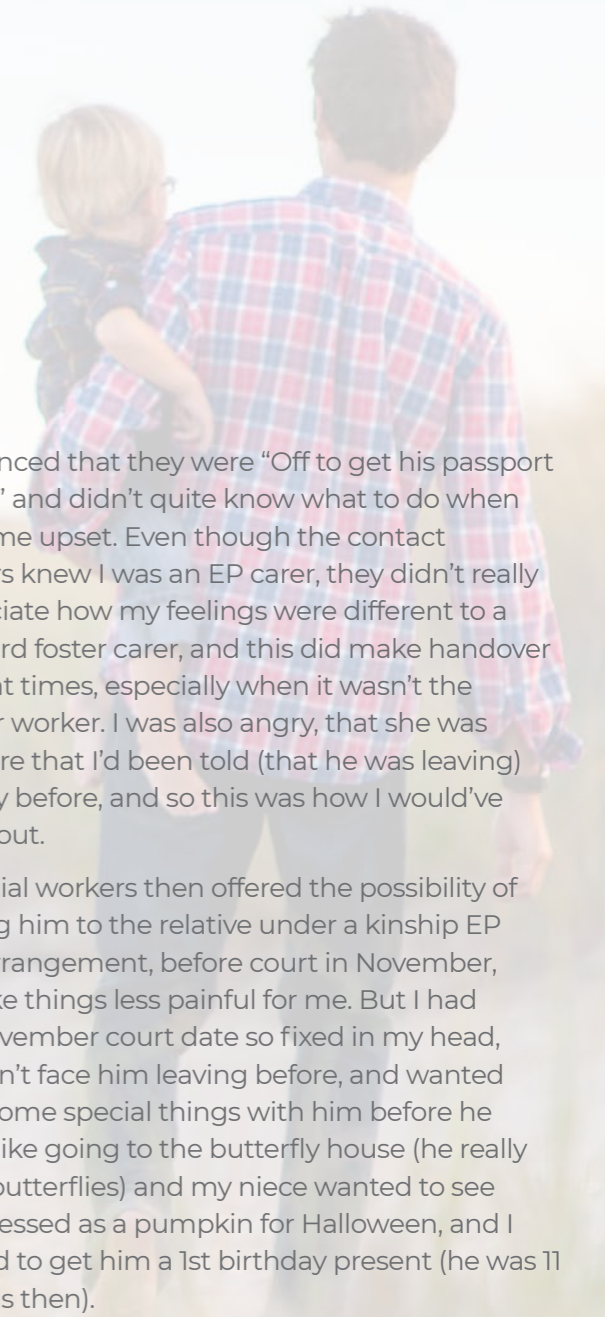 nced that they were “Off to get his passport
” and didn’t quite know what to do when
me upset. Even though the contact
rs knew I was an EP carer, they didn’t really
ciate how my feelings were different to a
rd foster carer, and this did make handover
at times, especially when it wasn’t the
r worker. I was also angry, that she was
re that I’d been told (that he was leaving)
y before, and so this was how I would’ve
out.
ial workers then offered the possibility of
g him to the relative under a kinship EP
rrangement, before court in November,
ke things less painful for me. But I had
vember court date so fixed in my head,
n’t face him leaving before, and wanted
ome special things with him before he
like going to the butterfly house (he really
butterflies) and my niece wanted to see
essed as a pumpkin for Halloween, and I
d to get him a 1st birthday present (he was 11
s then).